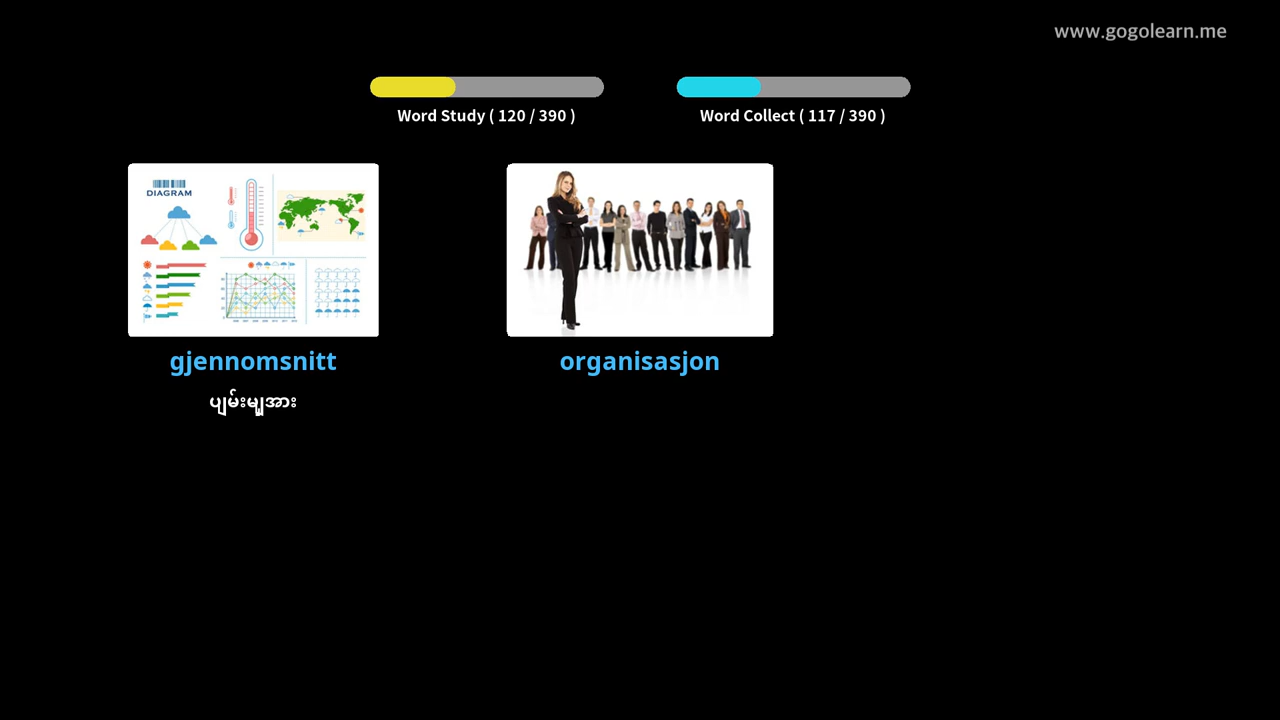 www.gogolearn.me
Word Study ( 120 / 390 )
Word Collect ( 117 / 390 )
DIAGRAM
gjennomsnitt
organisasjon
ပျမ်းမျှအား